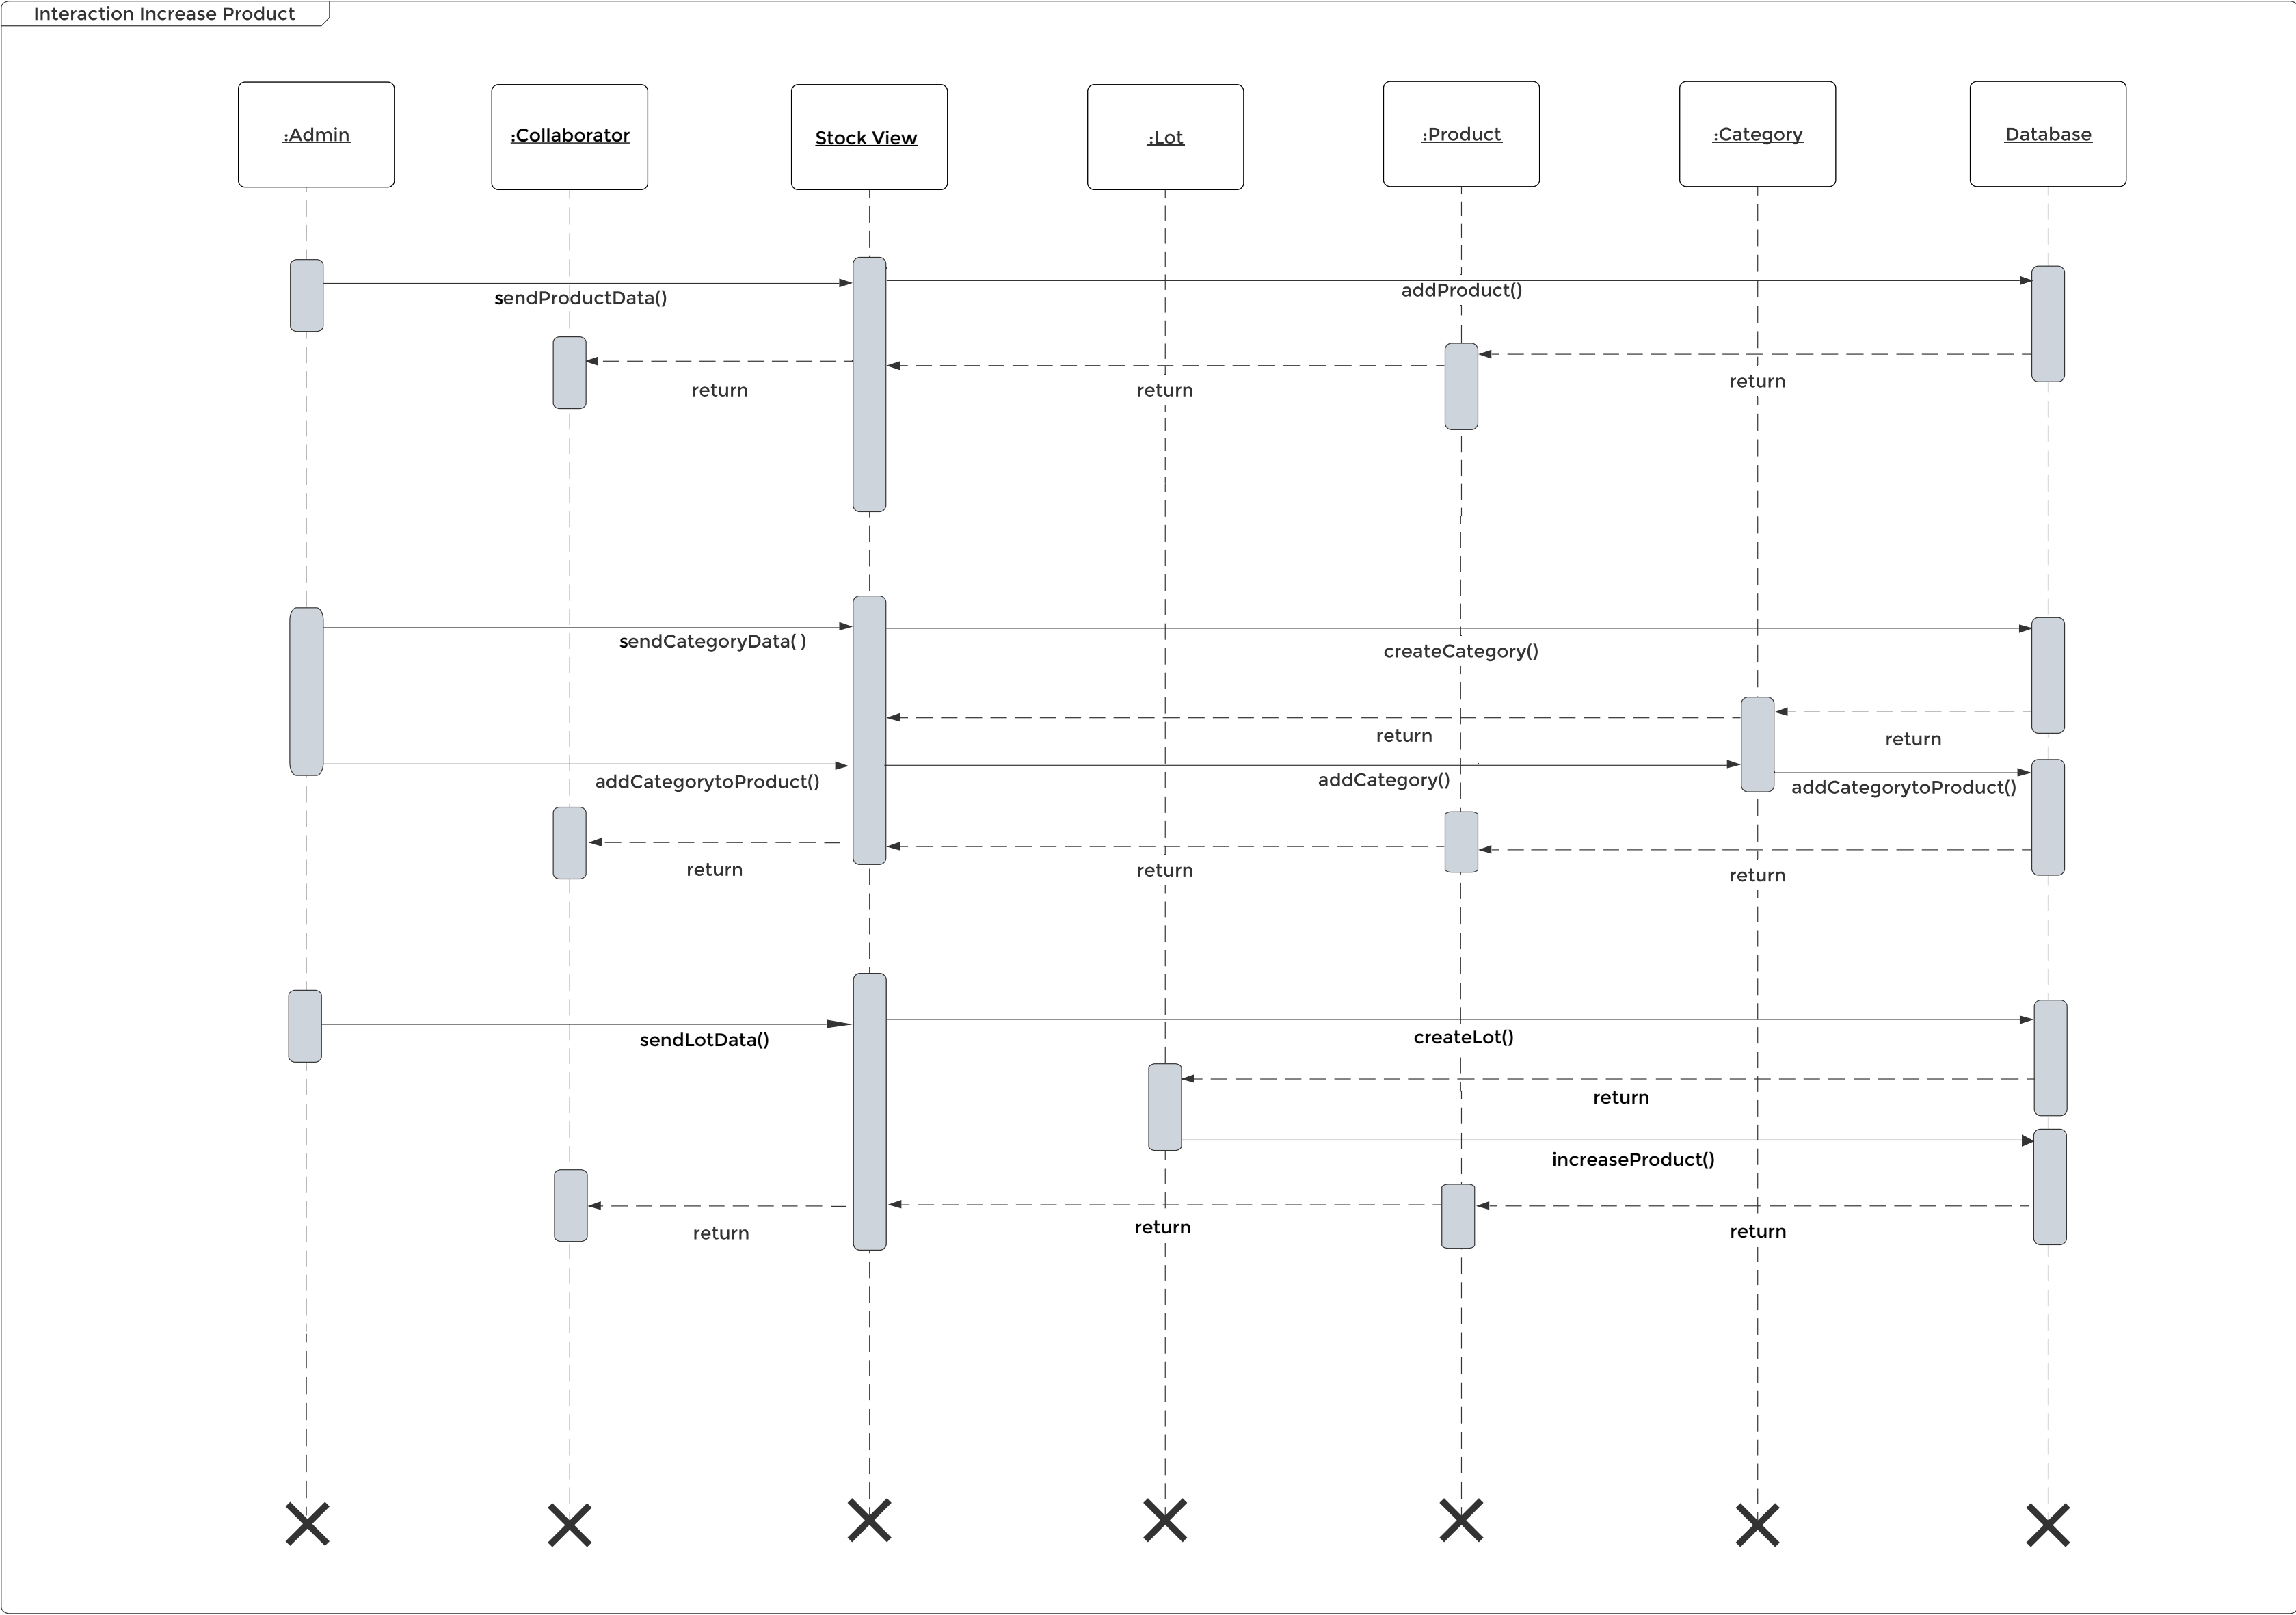 Interaction Increase Product
:Admin
:Collaborator
Stock View
:Lot
:Product
:Category
Database
sendProductData()
addProduct()
return
return
return
sendCategoryData( )
createCategory()
return
return
addCategorytoProduct()
addCategory()
addCategorytoProduct()
return
return
return
sendLotData()
createLot()
return
increaseProduct()
return
return
return